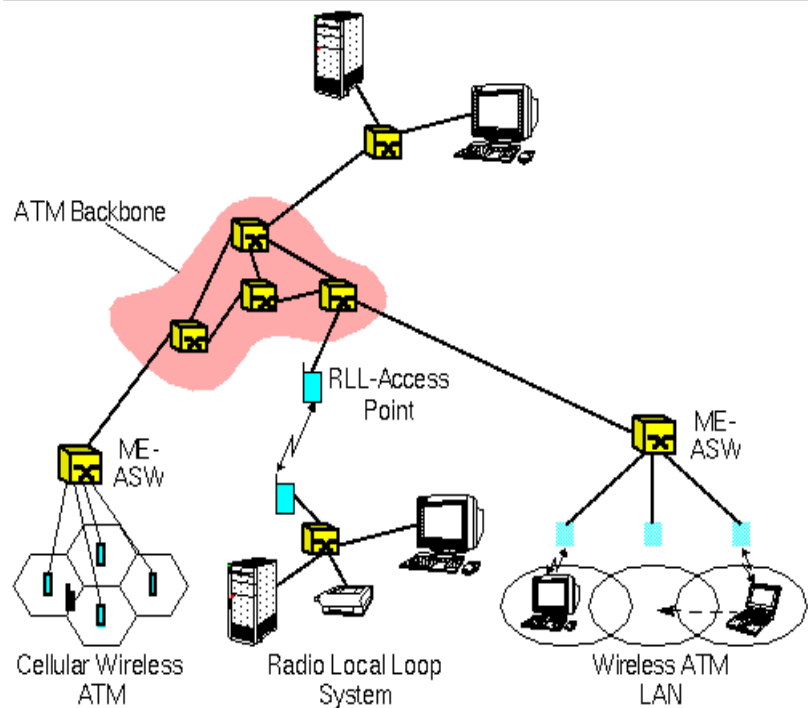 ATM Backbone
RLL-Access
Point
ME-
ASW
ME-
ASW
Cellular Wireless
ATM
Radio Local Loop
System
Wireless ATM
LAN